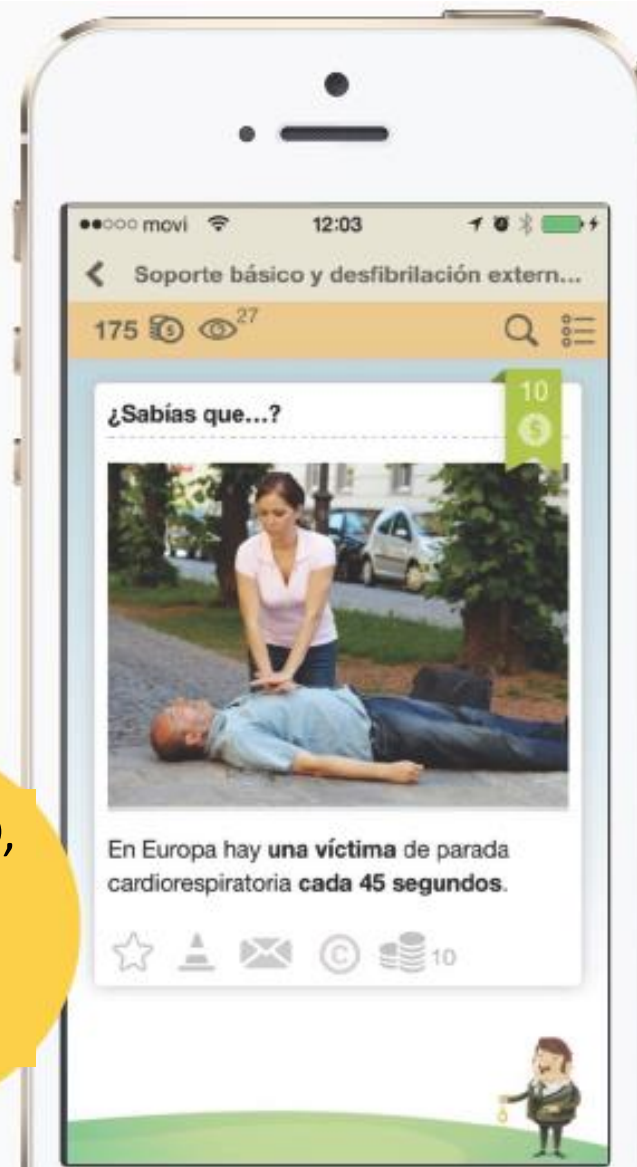 movi 12:03
Soporte básico y desfibrilación extern...
175 27
10
¿Sabías que...?
En Europa hay una víctima de parada
cardiorespiratoria cada 45 segundos.
© 10